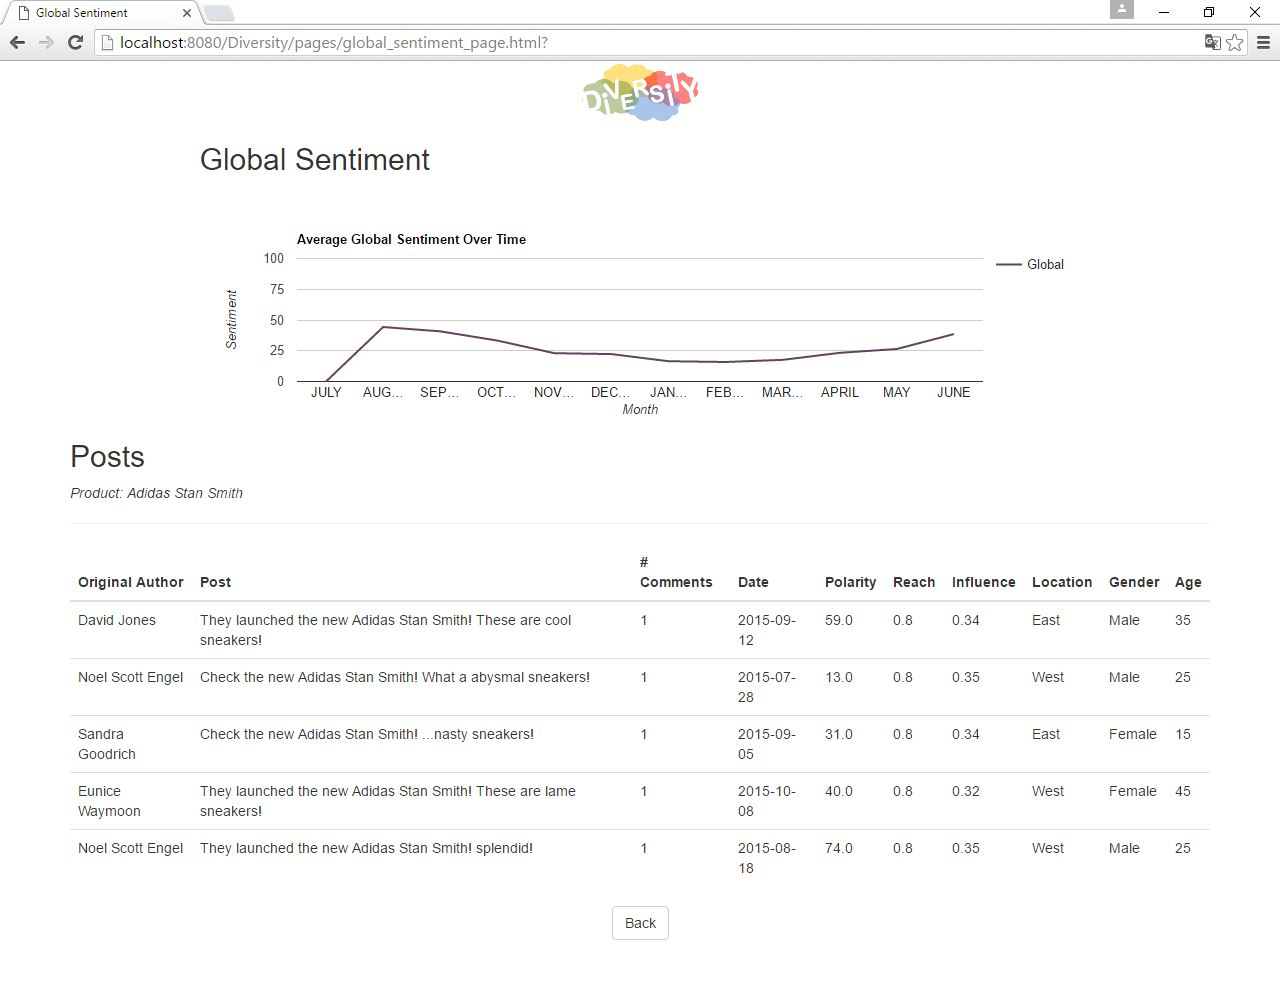 Global Sentiment
localhost:8080/Diversity/pages/global_sentiment_page.html?
DiVERSiTY
Global Sentiment
Average Global Sentiment Over Time
100
75
50
25
0
Sentiment
Global
JULY AUG... SEP... OCT... NOV... DEC... JAN... FEB... MAR... APRIL MAY JUNE
Month
Posts
Product: Adidas Stan Smith
#
Original Author Post Comments Date Polarity Reach Influence Location Gender Age
David Jones They launched the new Adidas Stan Smith! These are cool 1 2015-09- 59.0 0.8 0.34 East Male 35
sneakers! 12
Noel Scott Engel Check the new Adidas Stan Smith! What a abysmal sneakers! 1 2015-07- 13.0 0.8 0.35 West Male 25
28
Sandra Check the new Adidas Stan Smith! ...nasty sneakers! 1 2015-09- 31.0 0.8 0.34 East Female 15
Goodrich 05
Eunice They launched the new Adidas Stan Smith! These are lame 1 2015-10- 40.0 0.8 0.32 West Female 45
Waymoon sneakers! 08
Noel Scott Engel They launched the new Adidas Stan Smith! splendid! 1 2015-08- 74.0 0.8 0.35 West Male 25
18
Back